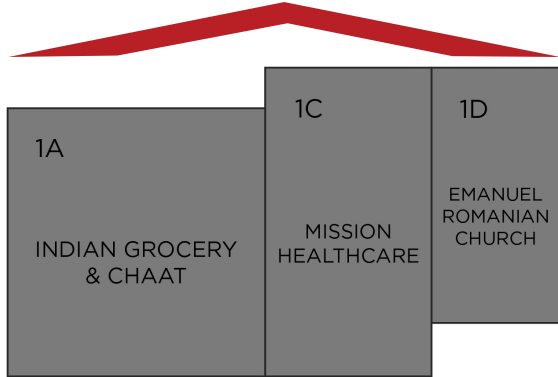 1A
INDIAN GROCERY
& CHAAT
1C
MISSION
HEALTHCARE
1D
EMANUEL
ROMANIAN
CHURCH